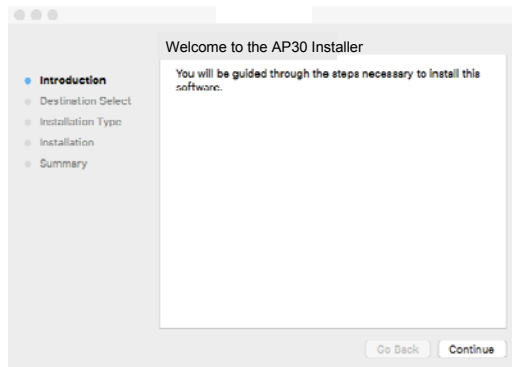 Welcome to the AP30 Installer
You will be guided through the steps necessary to install this
software.
Introduction
Destination Select
Installation Type
Installation
Summary
Go Back
Continue